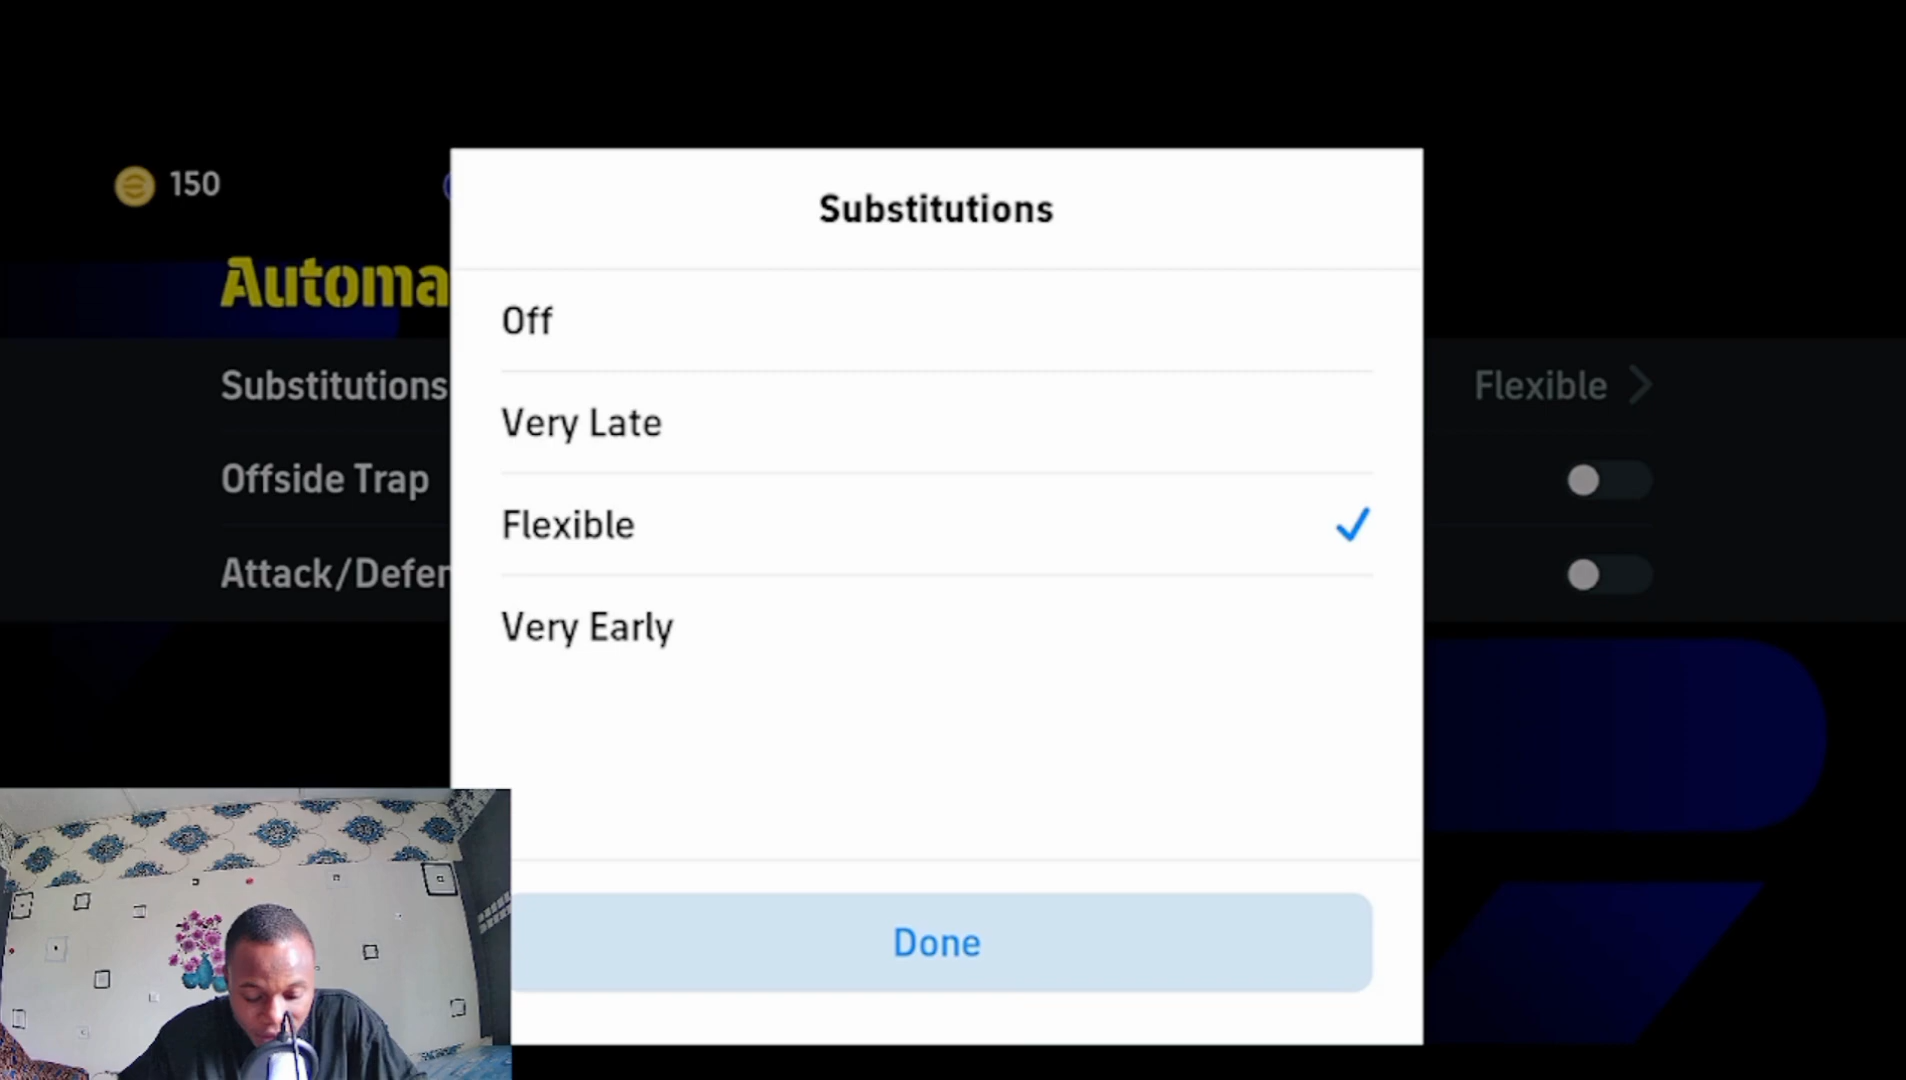 150
Substitutions
Automa
Off
Substitutions
Flexible
Very Late
Offside Trap
Flexible
Attack/Defen
Very Early
Done